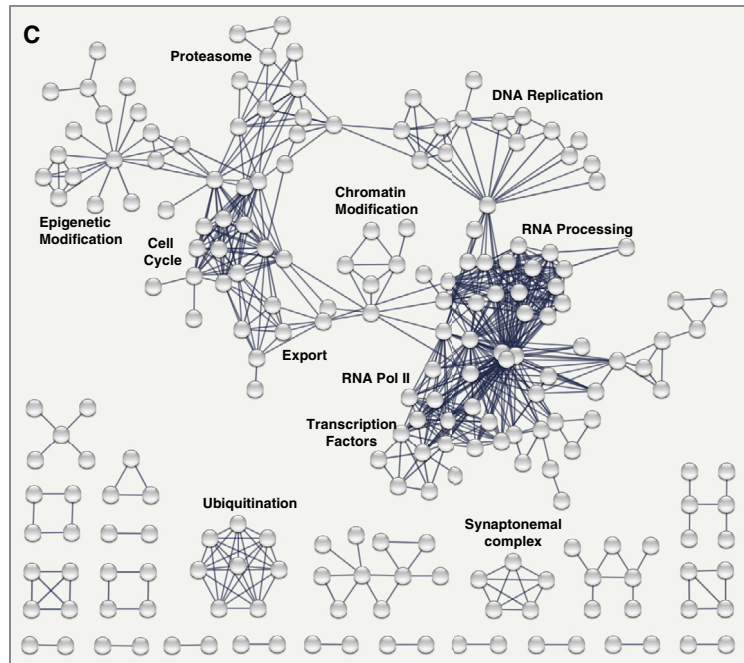 C
Proteasome
DNA Replication
Chromatin
Modification
Epigenetic
Modification
Cell
Cycle
RNA Processing
Export
RNA Pol II
Transcription
Factors
Ubiquitination
Synaptonemal
complex